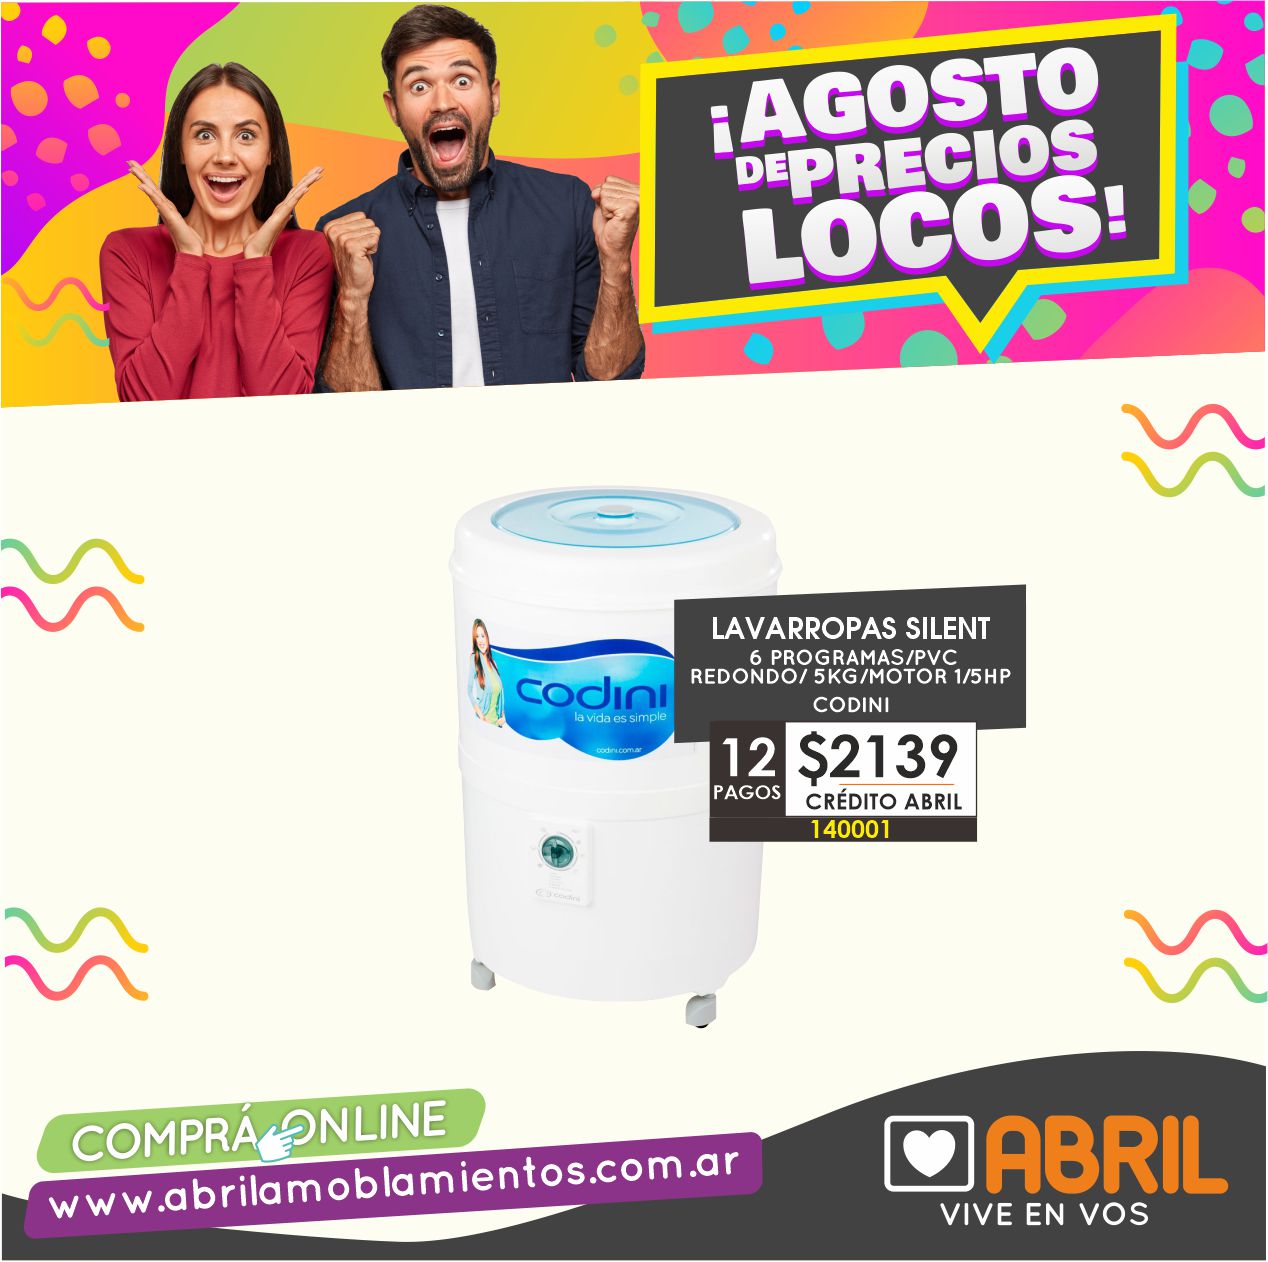 ¡AGOSTO
DE PRECIOS
LOCOS!
LAVARROPAS SILENT
6 PROGRAMAS/PVC
REDONDO/ 5KG/MOTOR 1/5HP
CODINI
12 PAGOS
$2139
CRÉDITO ABRIL
140001
codini
la vida es simple
codini.com.ar
codini
COMPRÁ ONLINE
www.abrilamoblamientos.com.ar
ABRIL
VIVE EN VOS